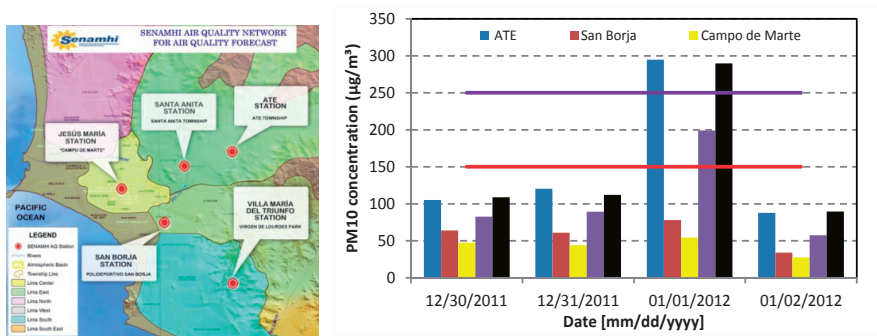 Senamhi
SENAMHI AIR QUALITY NETWORK
FOR AIR QUALITY FORECAST
SANTA ANITA
STATION
SANTA ANITA TOWNSHIP
ATE
STATION
ATE TOWNSHIP
JESÚS MARÍA
STATION
"CAMPO DE MARTE"
PACIFIC
OCEAN
VILLA MARÍA
DEL TRIUNFO
STATION
VIRGEN DE LOURDES PARK
SAN BORJA
STATION
POLIDEPORTIVO SAN BORJA
LEGEND
SENAMHI AQ Station
Rivers
Atmospheric Basin
Township Line
Lima Center
Lima East
Lima North
Lima West
Lima South
Lima South East
ATE
San Borja
Campo de Marte
PM10 concentration (µg/m³)
350
300
250
200
150
100
50
0
12/30/2011
12/31/2011
01/01/2012
01/02/2012
Date [mm/dd/yyyy]